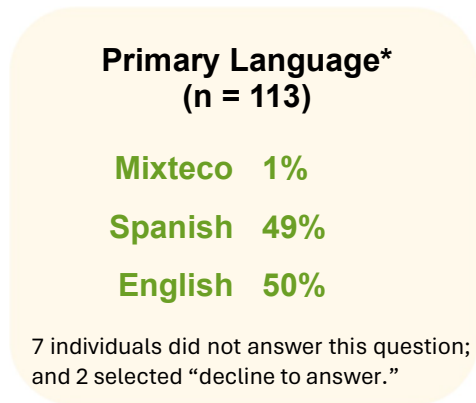 Primary Language*
(n = 113)
Mixteco 1%
Spanish 49%
English 50%
7 individuals did not answer this question;
and 2 selected “decline to answer.”